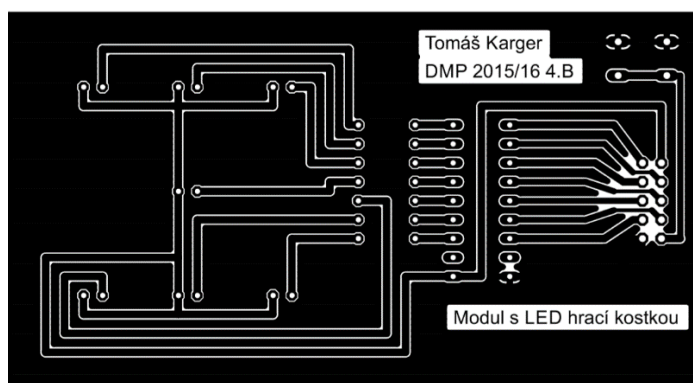 Tomáš Karger
DMP 2015/16 4.B
Modul s LED hrací kostkou